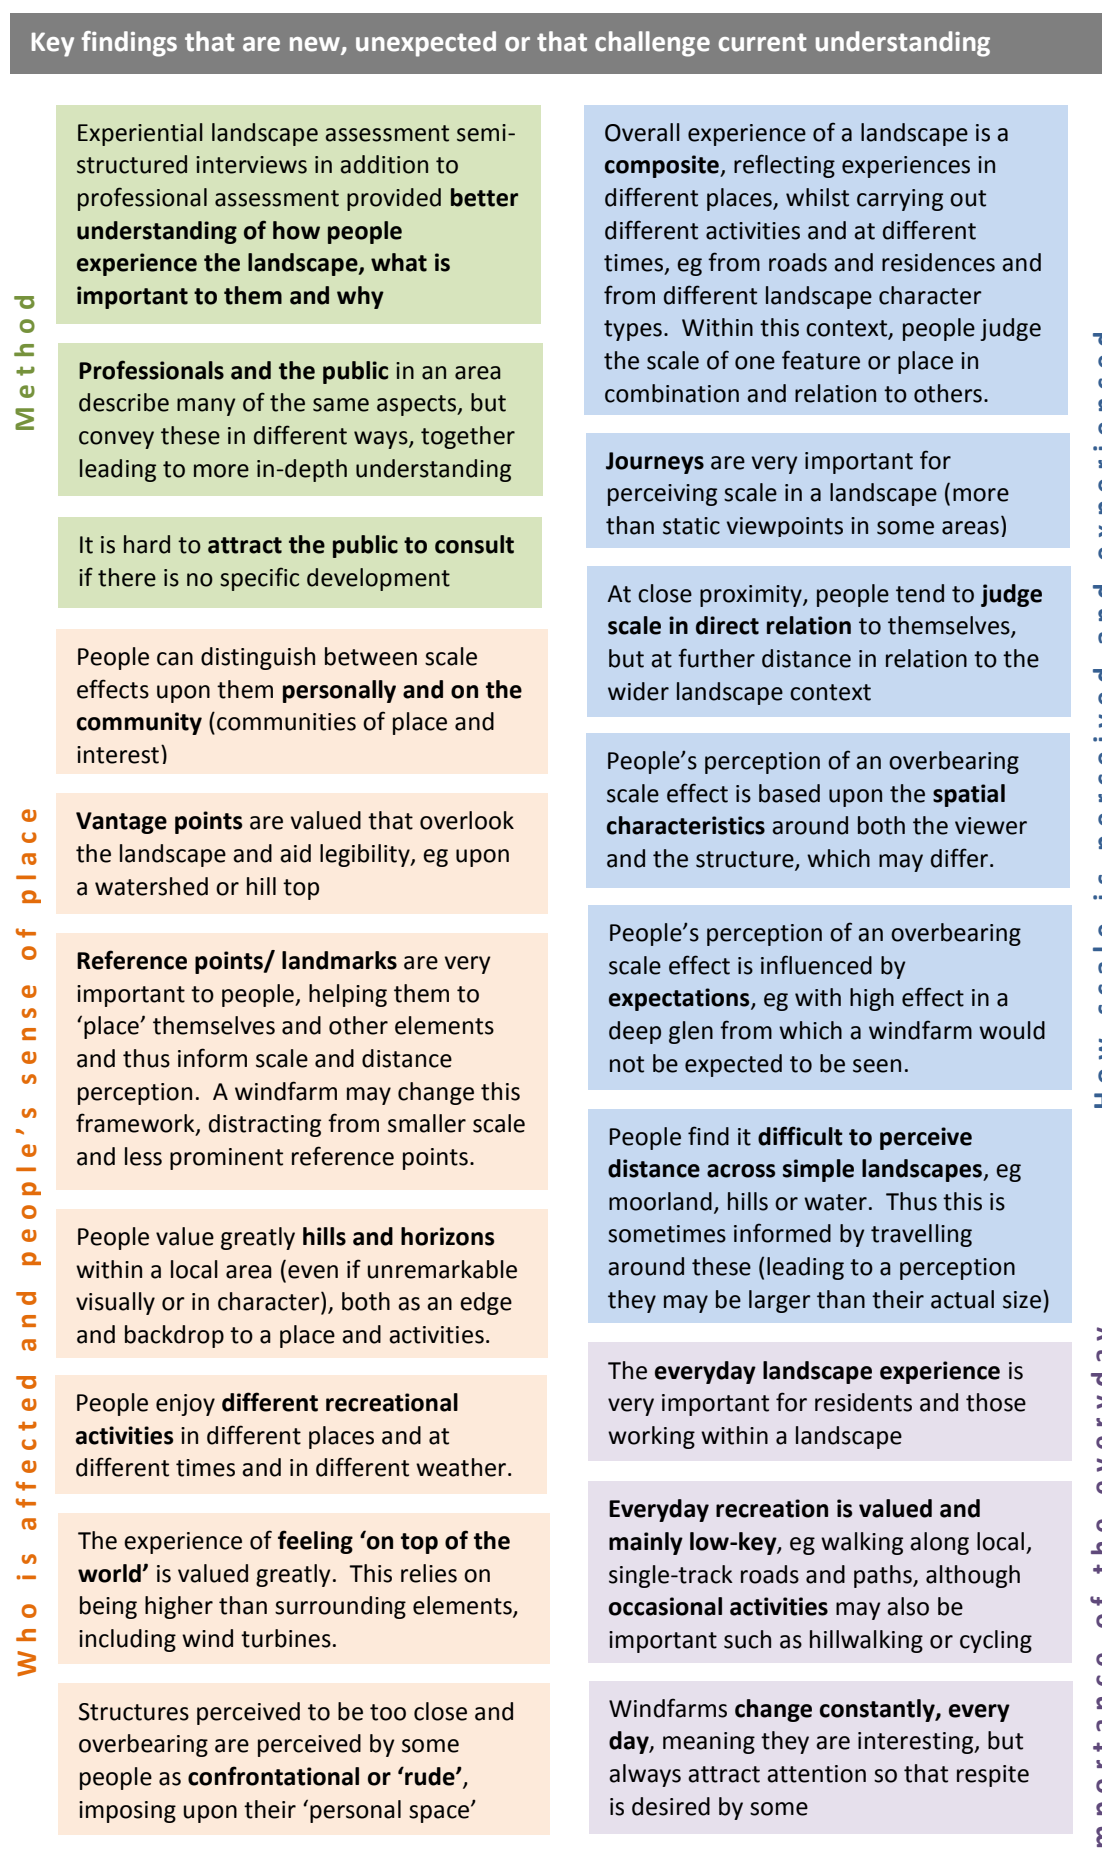 Key findings that are new, unexpected or that challenge current understanding
Method
Experiential landscape assessment semi-
structured interviews in addition to
professional assessment provided better
understanding of how people
experience the landscape, what is
important to them and why
Professionals and the public in an area
describe many of the same aspects, but
convey these in different ways, together
leading to more in-depth understanding
It is hard to attract the public to consult
if there is no specific development
Who is affected and people’s sense of place
People can distinguish between scale
effects upon them personally and on the
community (communities of place and
interest)
Vantage points are valued that overlook
the landscape and aid legibility, eg upon
a watershed or hill top
Reference points/ landmarks are very
important to people, helping them to
‘place’ themselves and other elements
and thus inform scale and distance
perception. A windfarm may change this
framework, distracting from smaller scale
and less prominent reference points.
People value greatly hills and horizons
within a local area (even if unremarkable
visually or in character), both as an edge
and backdrop to a place and activities.
People enjoy different recreational
activities in different places and at
different times and in different weather.
The experience of feeling ‘on top of the
world’ is valued greatly. This relies on
being higher than surrounding elements,
including wind turbines.
Structures perceived to be too close and
overbearing are perceived by some
people as confrontational or ‘rude’,
imposing upon their ‘personal space’
How scale is perceived and experienced
Overall experience of a landscape is a
composite, reflecting experiences in
different places, whilst carrying out
different activities and at different
times, eg from roads and residences and
from different landscape character
types. Within this context, people judge
the scale of one feature or place in
combination and relation to others.
Journeys are very important for
perceiving scale in a landscape (more
than static viewpoints in some areas)
At close proximity, people tend to judge
scale in direct relation to themselves,
but at further distance in relation to the
wider landscape context
People’s perception of an overbearing
scale effect is based upon the spatial
characteristics around both the viewer
and the structure, which may differ.
People’s perception of an overbearing
scale effect is influenced by
expectations, eg with high effect in a
deep glen from which a windfarm would
not be expected to be seen.
People find it difficult to perceive
distance across simple landscapes, eg
moorland, hills or water. Thus this is
sometimes informed by travelling
around these (leading to a perception
they may be larger than their actual size)
mportance of the everyday
The everyday landscape experience is
very important for residents and those
working within a landscape
Everyday recreation is valued and
mainly low-key, eg walking along local,
single-track roads and paths, although
occasional activities may also be
important such as hillwalking or cycling
Windfarms change constantly, every
day, meaning they are interesting, but
always attract attention so that respite
is desired by some